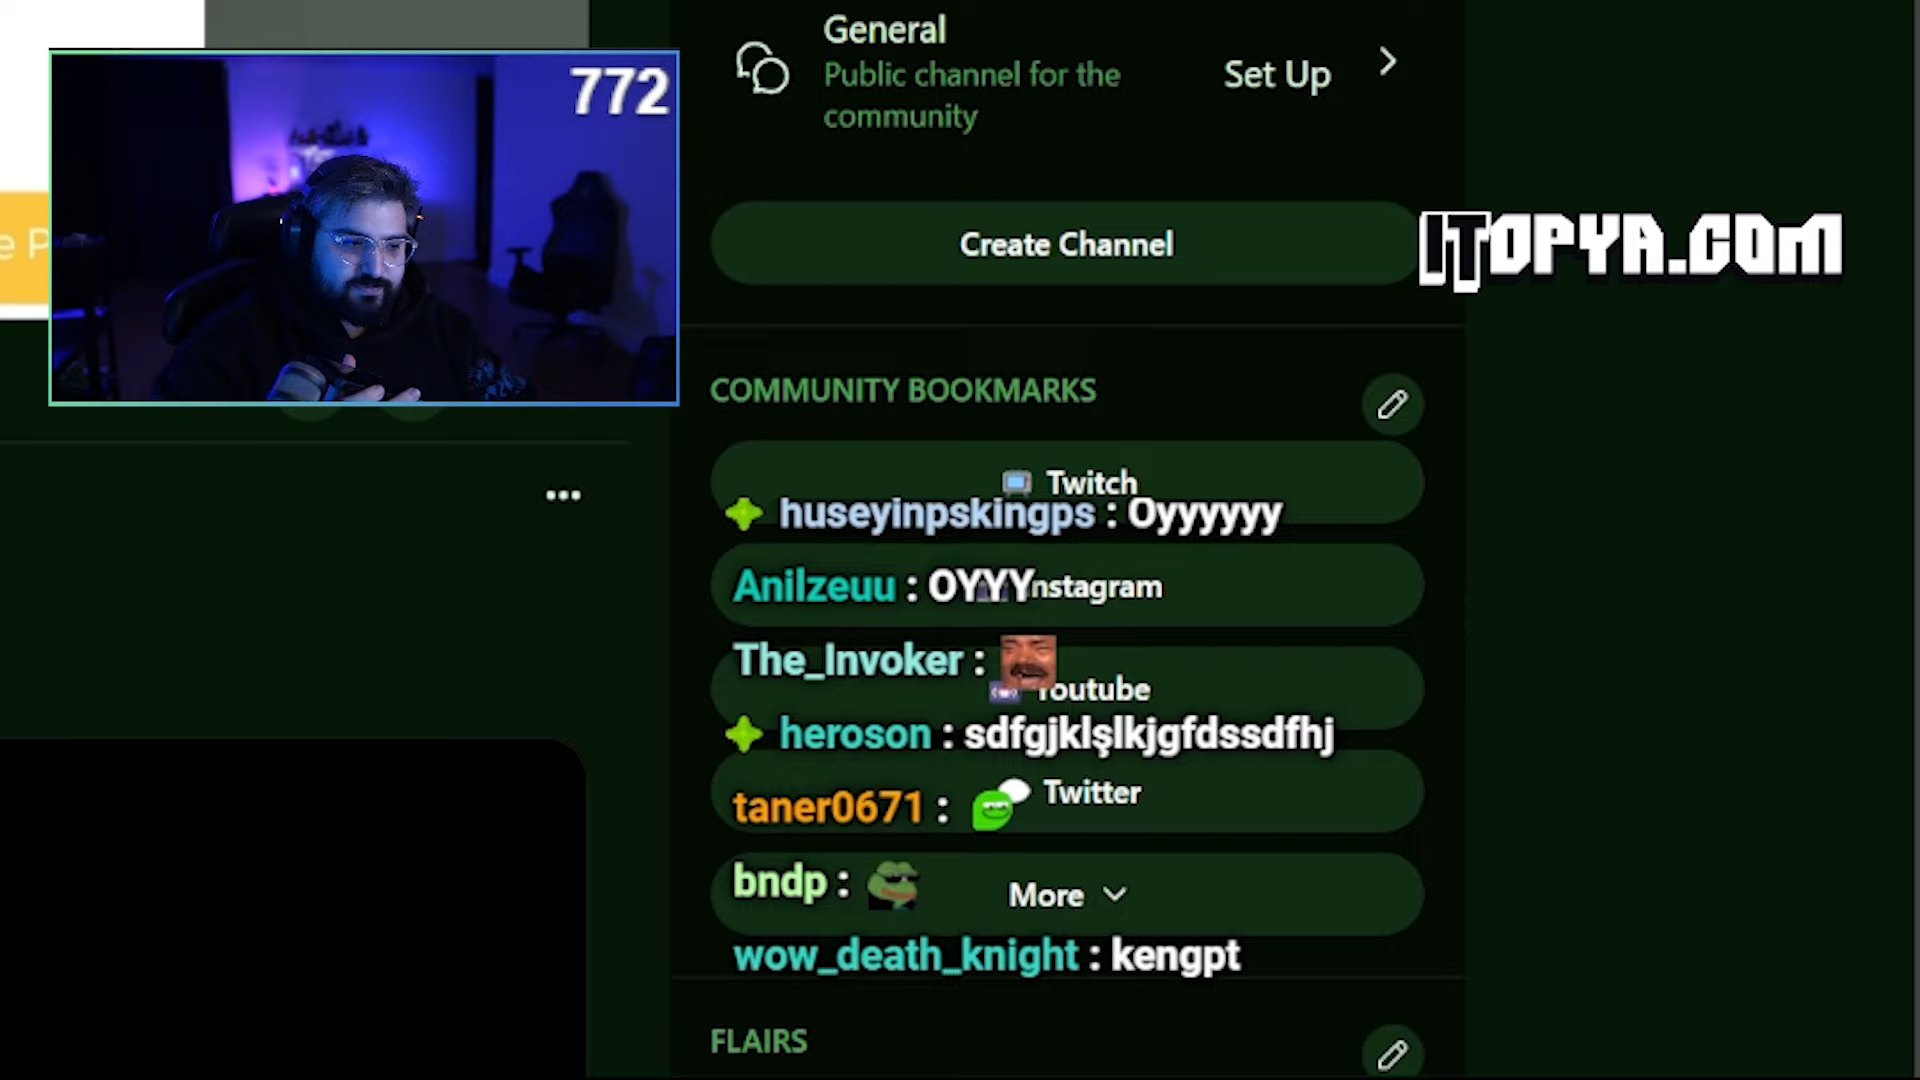 General
Public channel for the
community
Set Up
772
e P
Create Channel
ITOPYA.COM
COMMUNITY BOOKMARKS
Twitch
huseyinpskingps : Oyyyyyy
Anilzeuu : OYYY
nstagram
The_Invoker :
Youtube
heroson : sdfgjklşlkjgfdssdfhj
taner0671 :
Twitter
bndp :
More
wow_death_knight : kengpt
FLAIRS